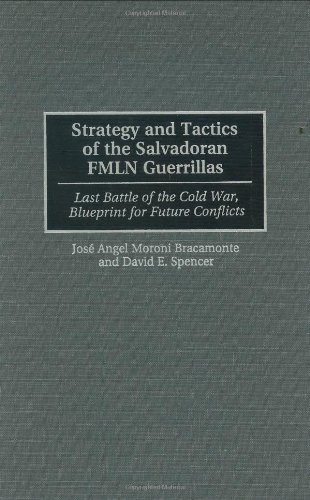 Strategy and Tactics
of the Salvadoran
FMLN Guerrillas
Last Battle of the Cold War,
Blueprint for Future Conflicts
José Angel Moroni Bracamonte
and David E. Spencer